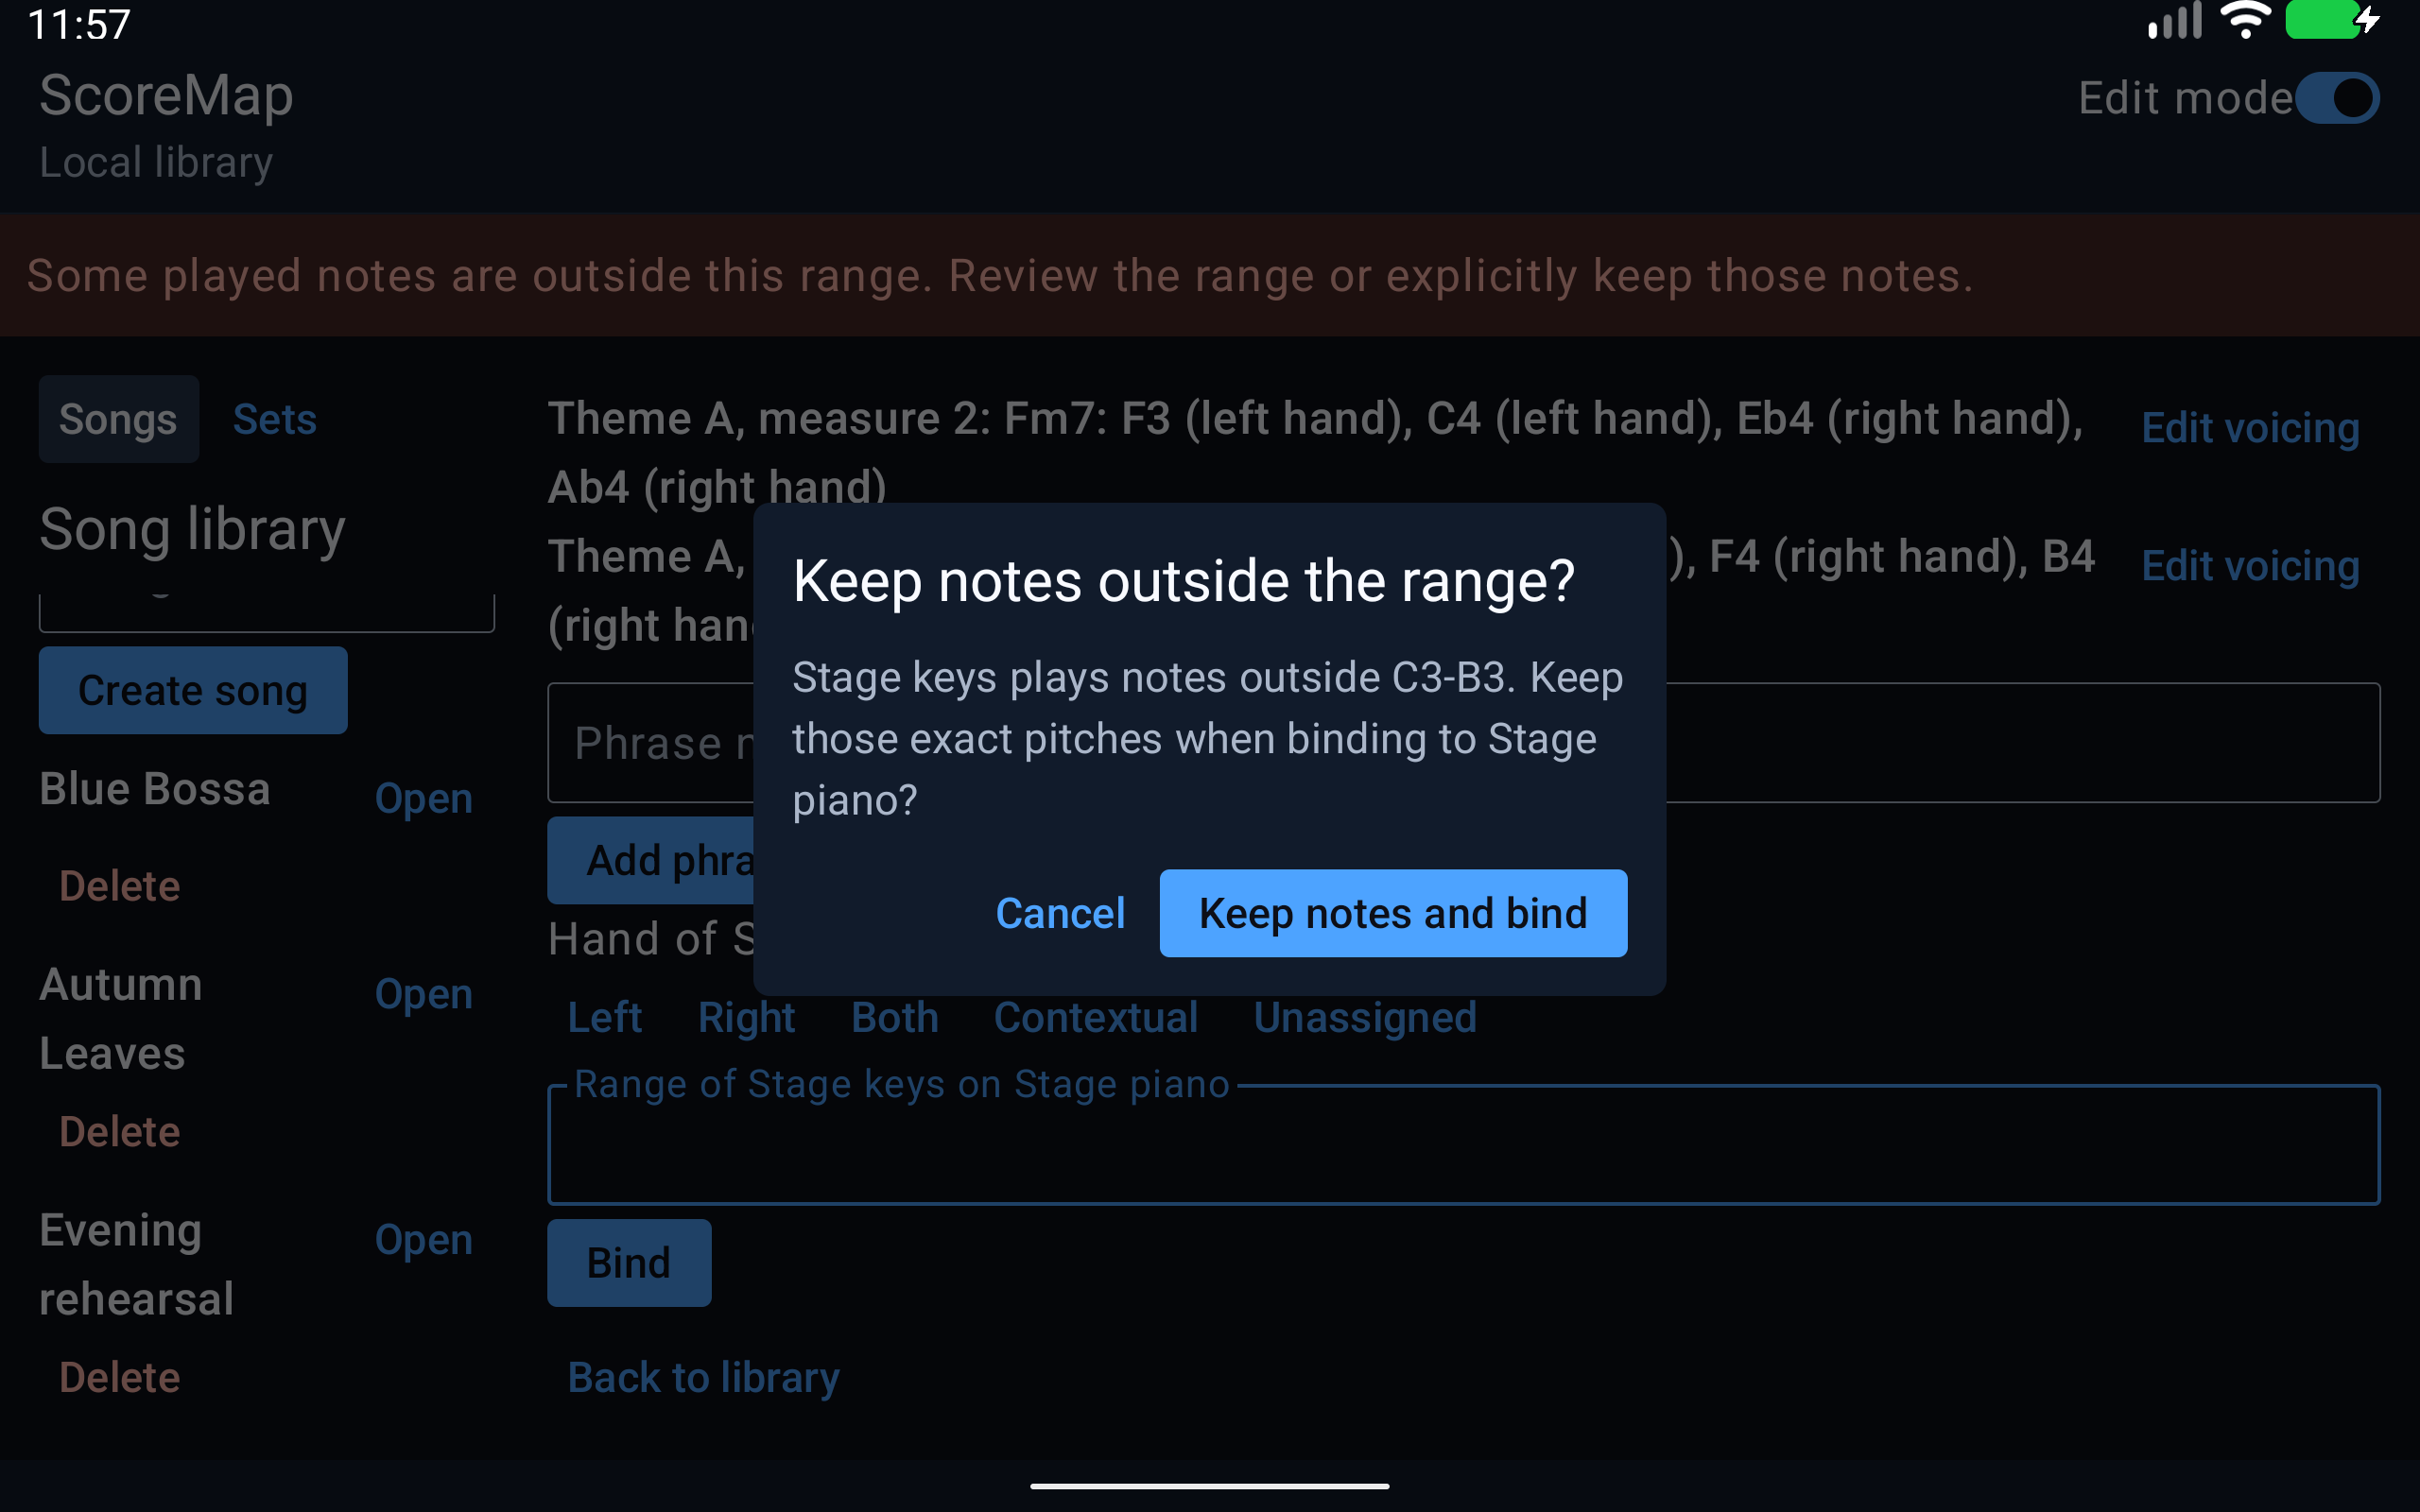 11:57
ScoreMap
Edit mode
Local library
Some played notes are outside this range. Review the range or explicitly keep those notes.
Songs
Sets
Song library
Create song
Blue Bossa
Open
Delete
Autumn
Leaves
Open
Delete
Evening
rehearsal
Open
Delete
Theme A, measure 2: Fm7: F3 (left hand), C4 (left hand), Eb4 (right hand),
Ab4 (right hand)
Edit voicing
Theme A,
), F4 (right hand), B4
(right
Edit voicing
Phrase
Add
Hand of
Left
Right
Both
Contextual
Unassigned
Range of Stage keys on Stage piano
Bind
Back to library
Keep notes outside the range?
Stage keys plays notes outside C3-B3. Keep
those exact pitches when binding to Stage
piano?
Cancel
Keep notes and bind